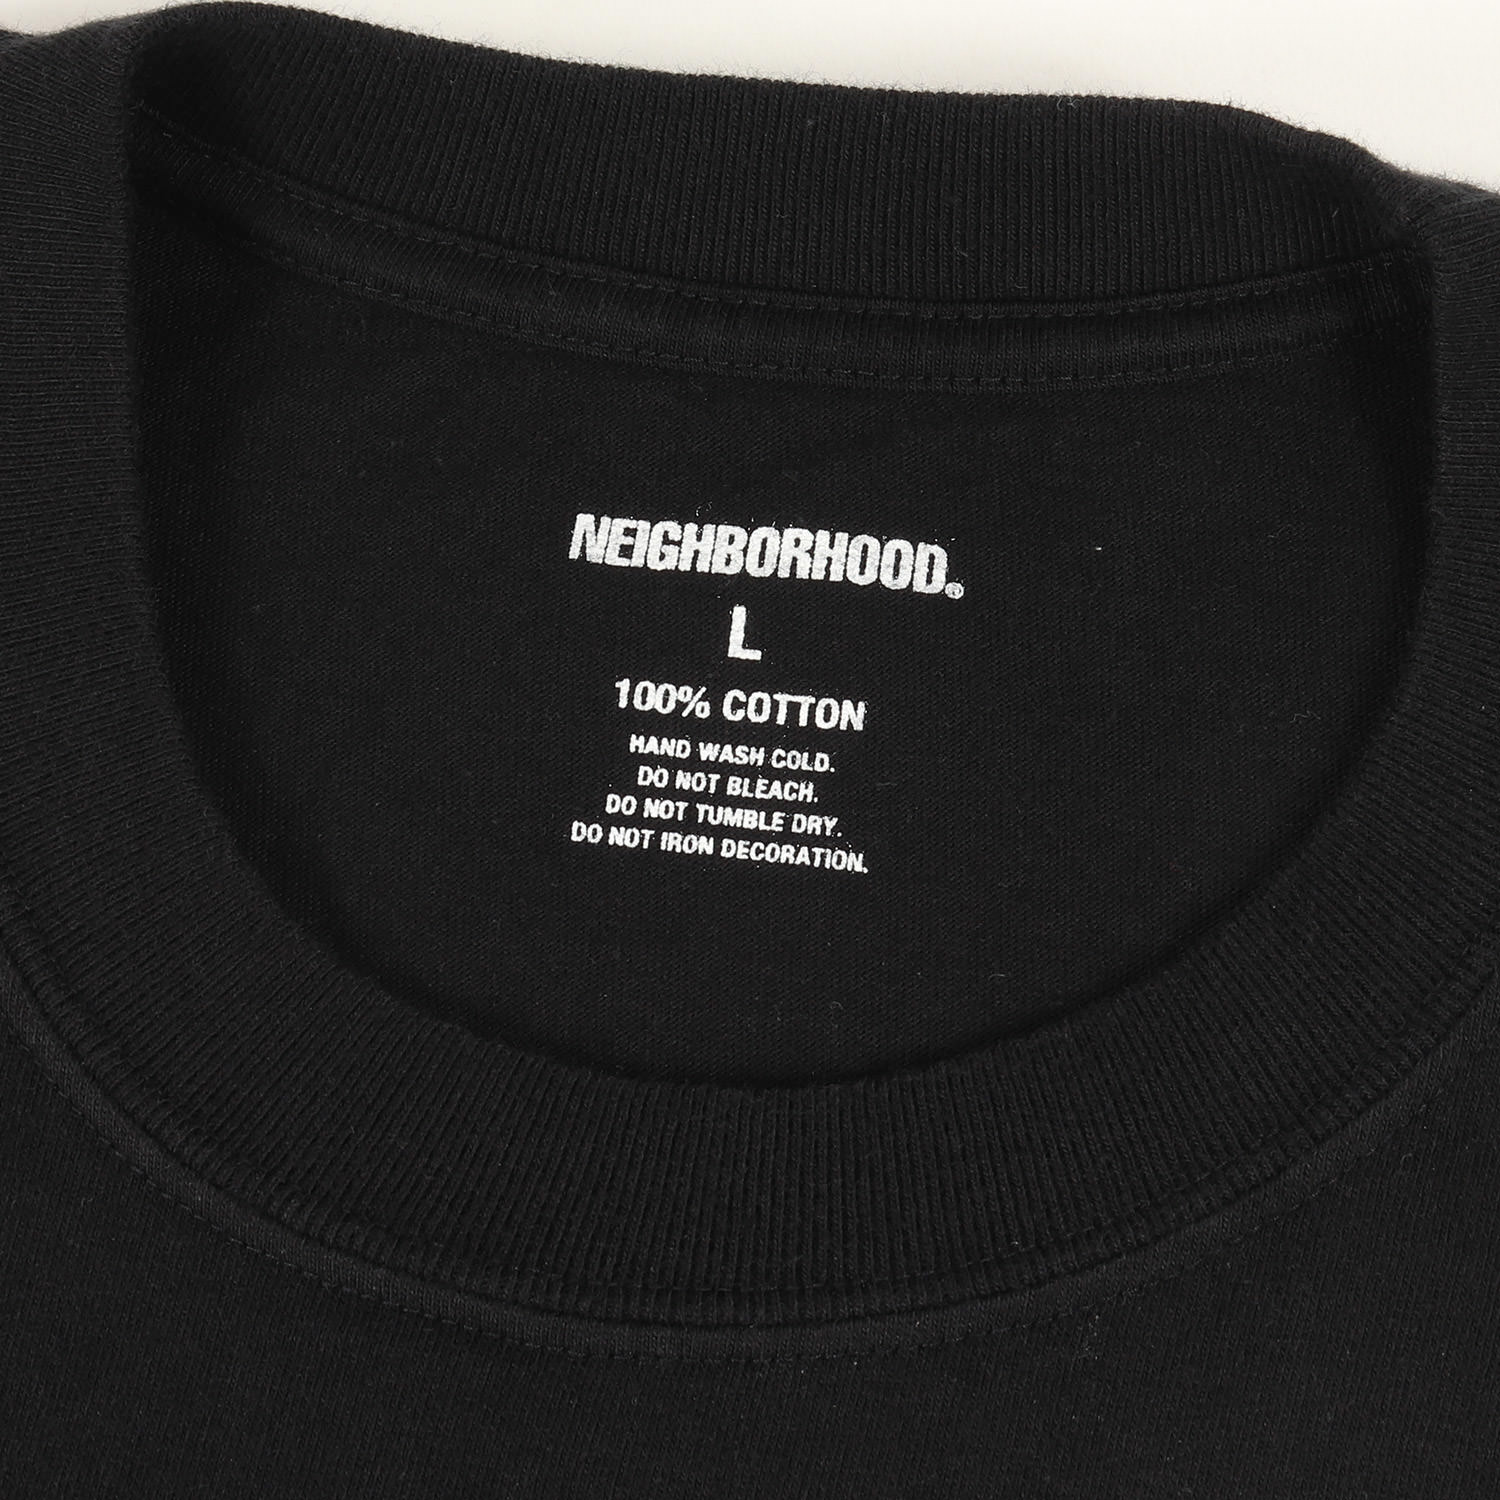 NEIGHBORHOOD®
L
100% COTTON
HAND WASH COLD.
DO NOT BLEACH.
DO NOT TUMBLE DRY.
DO NOT IRON DECORATION.